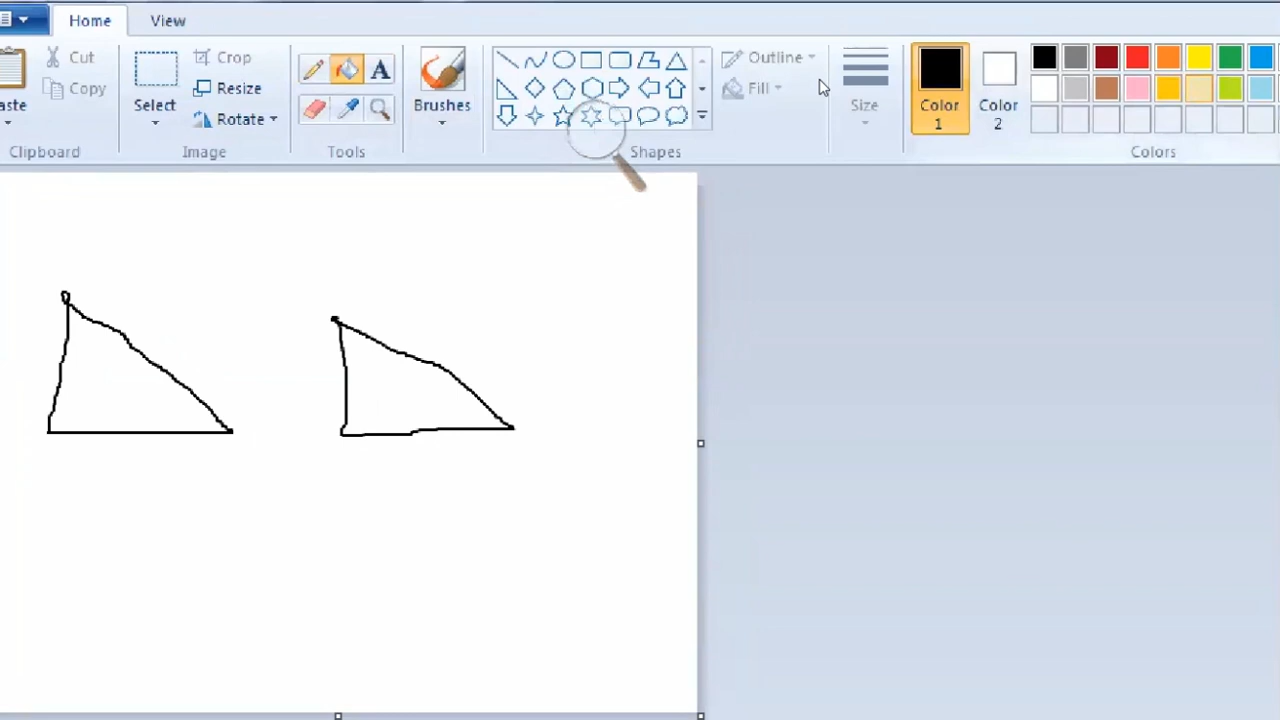 Home View
Cut
Copy
aste
Clipboard
Select
Crop
Resize
Rotate
Image
A
Tools
Brushes
Shapes
Outline
Fill
Size
Color
1
Color
2
Colors